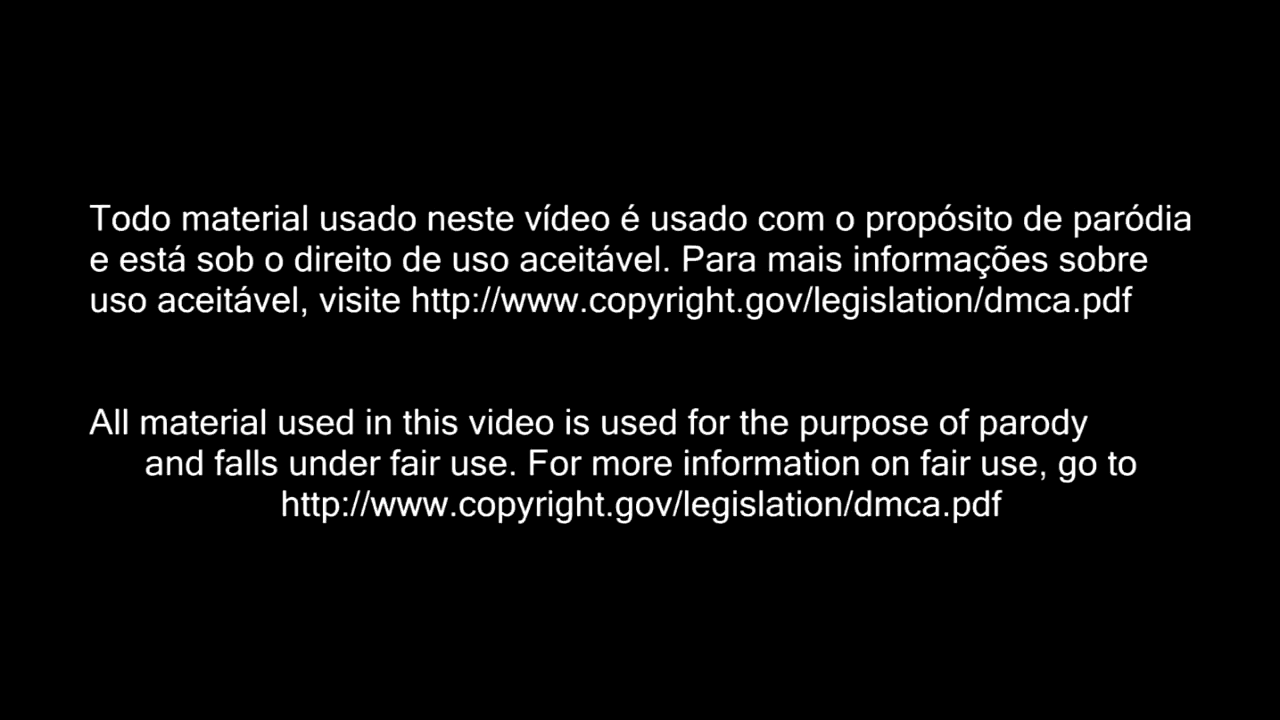 Todo material usado neste vídeo é usado com o propósito de paródia
e está sob o direito de uso aceitável. Para mais informações sobre
uso aceitável, visite http://www.copyright.gov/legislation/dmca.pdf
All material used in this video is used for the purpose of parody
and falls under fair use. For more information on fair use, go to
http://www.copyright.gov/legislation/dmca.pdf